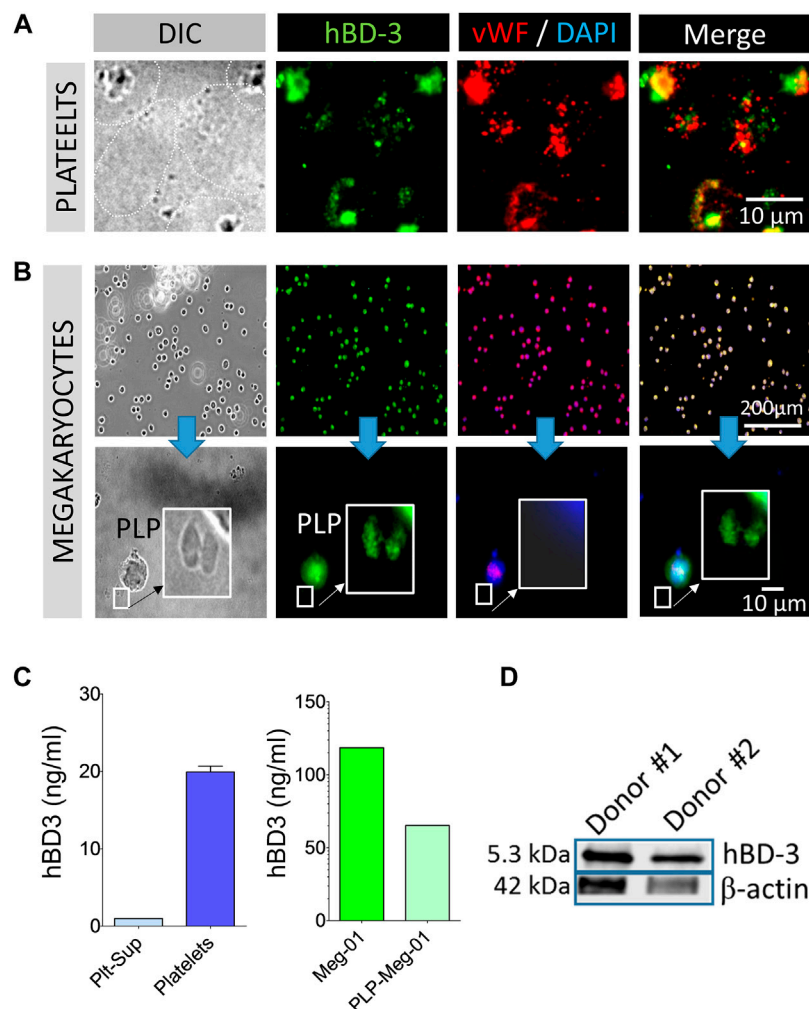 A
DIC
hBD-3
vWF / DAPI
Merge
PLATEELTS
10 µm
B
MEGAKARYOCYTES
200µm
PLP
PLP
10 µm
C
hBD3 (ng/ml)
30
20
10
0
Plt-Sup
Platelets
hBD3 (ng/ml)
150
100
50
0
Meg-01
PLP-Meg-01
D
Donor #1
Donor #2
5.3 kDa
hBD-3
42 kDa
β-actin